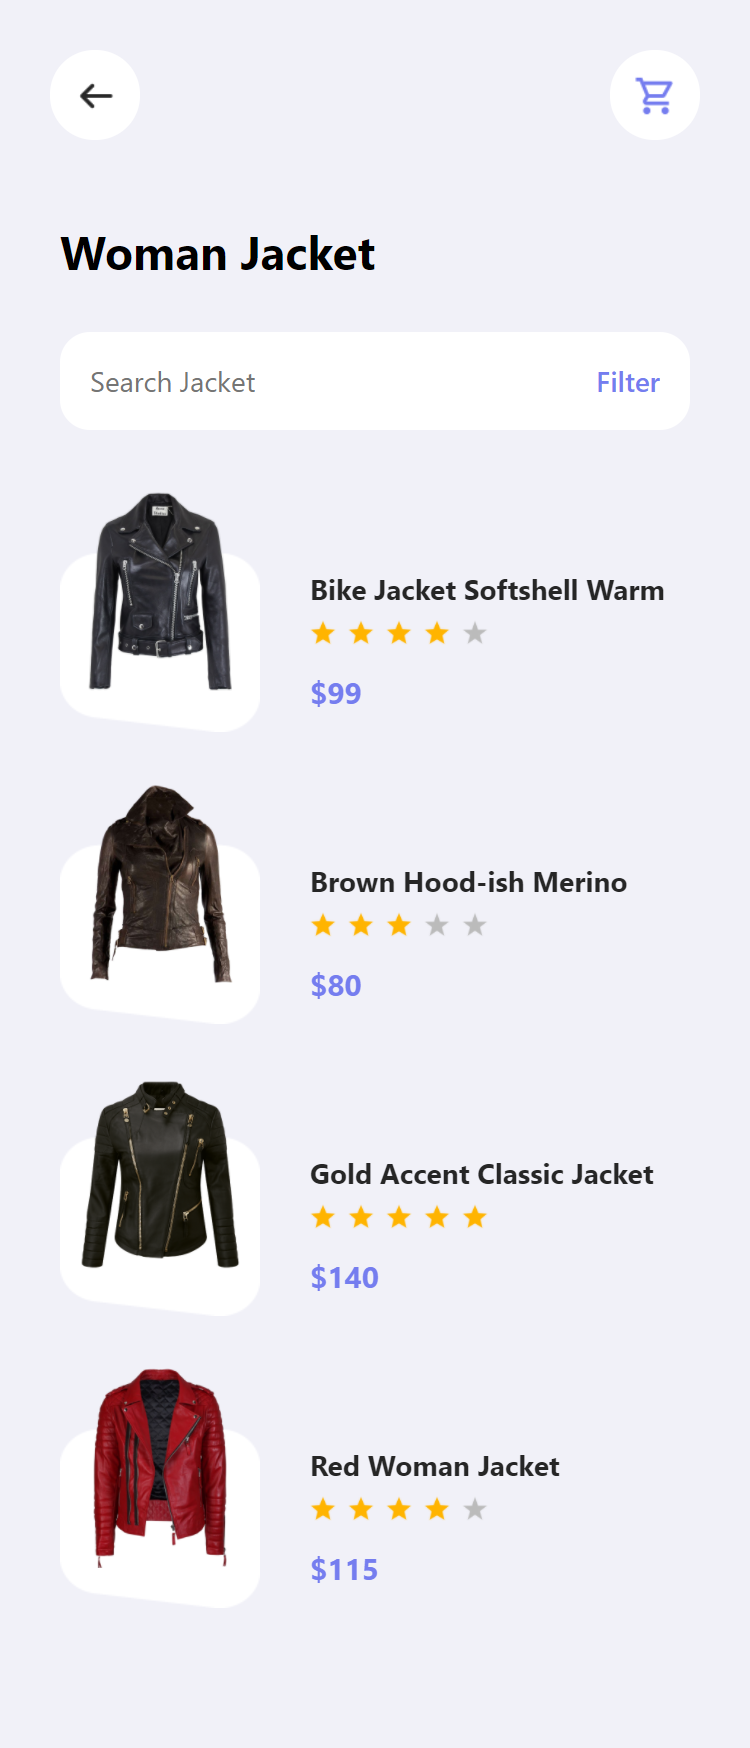 Woman Jacket
Search Jacket
Filter
Bike Jacket Softshell Warm
$99
Brown Hood-ish Merino
$80
Gold Accent Classic Jacket
$140
Red Woman Jacket
$115